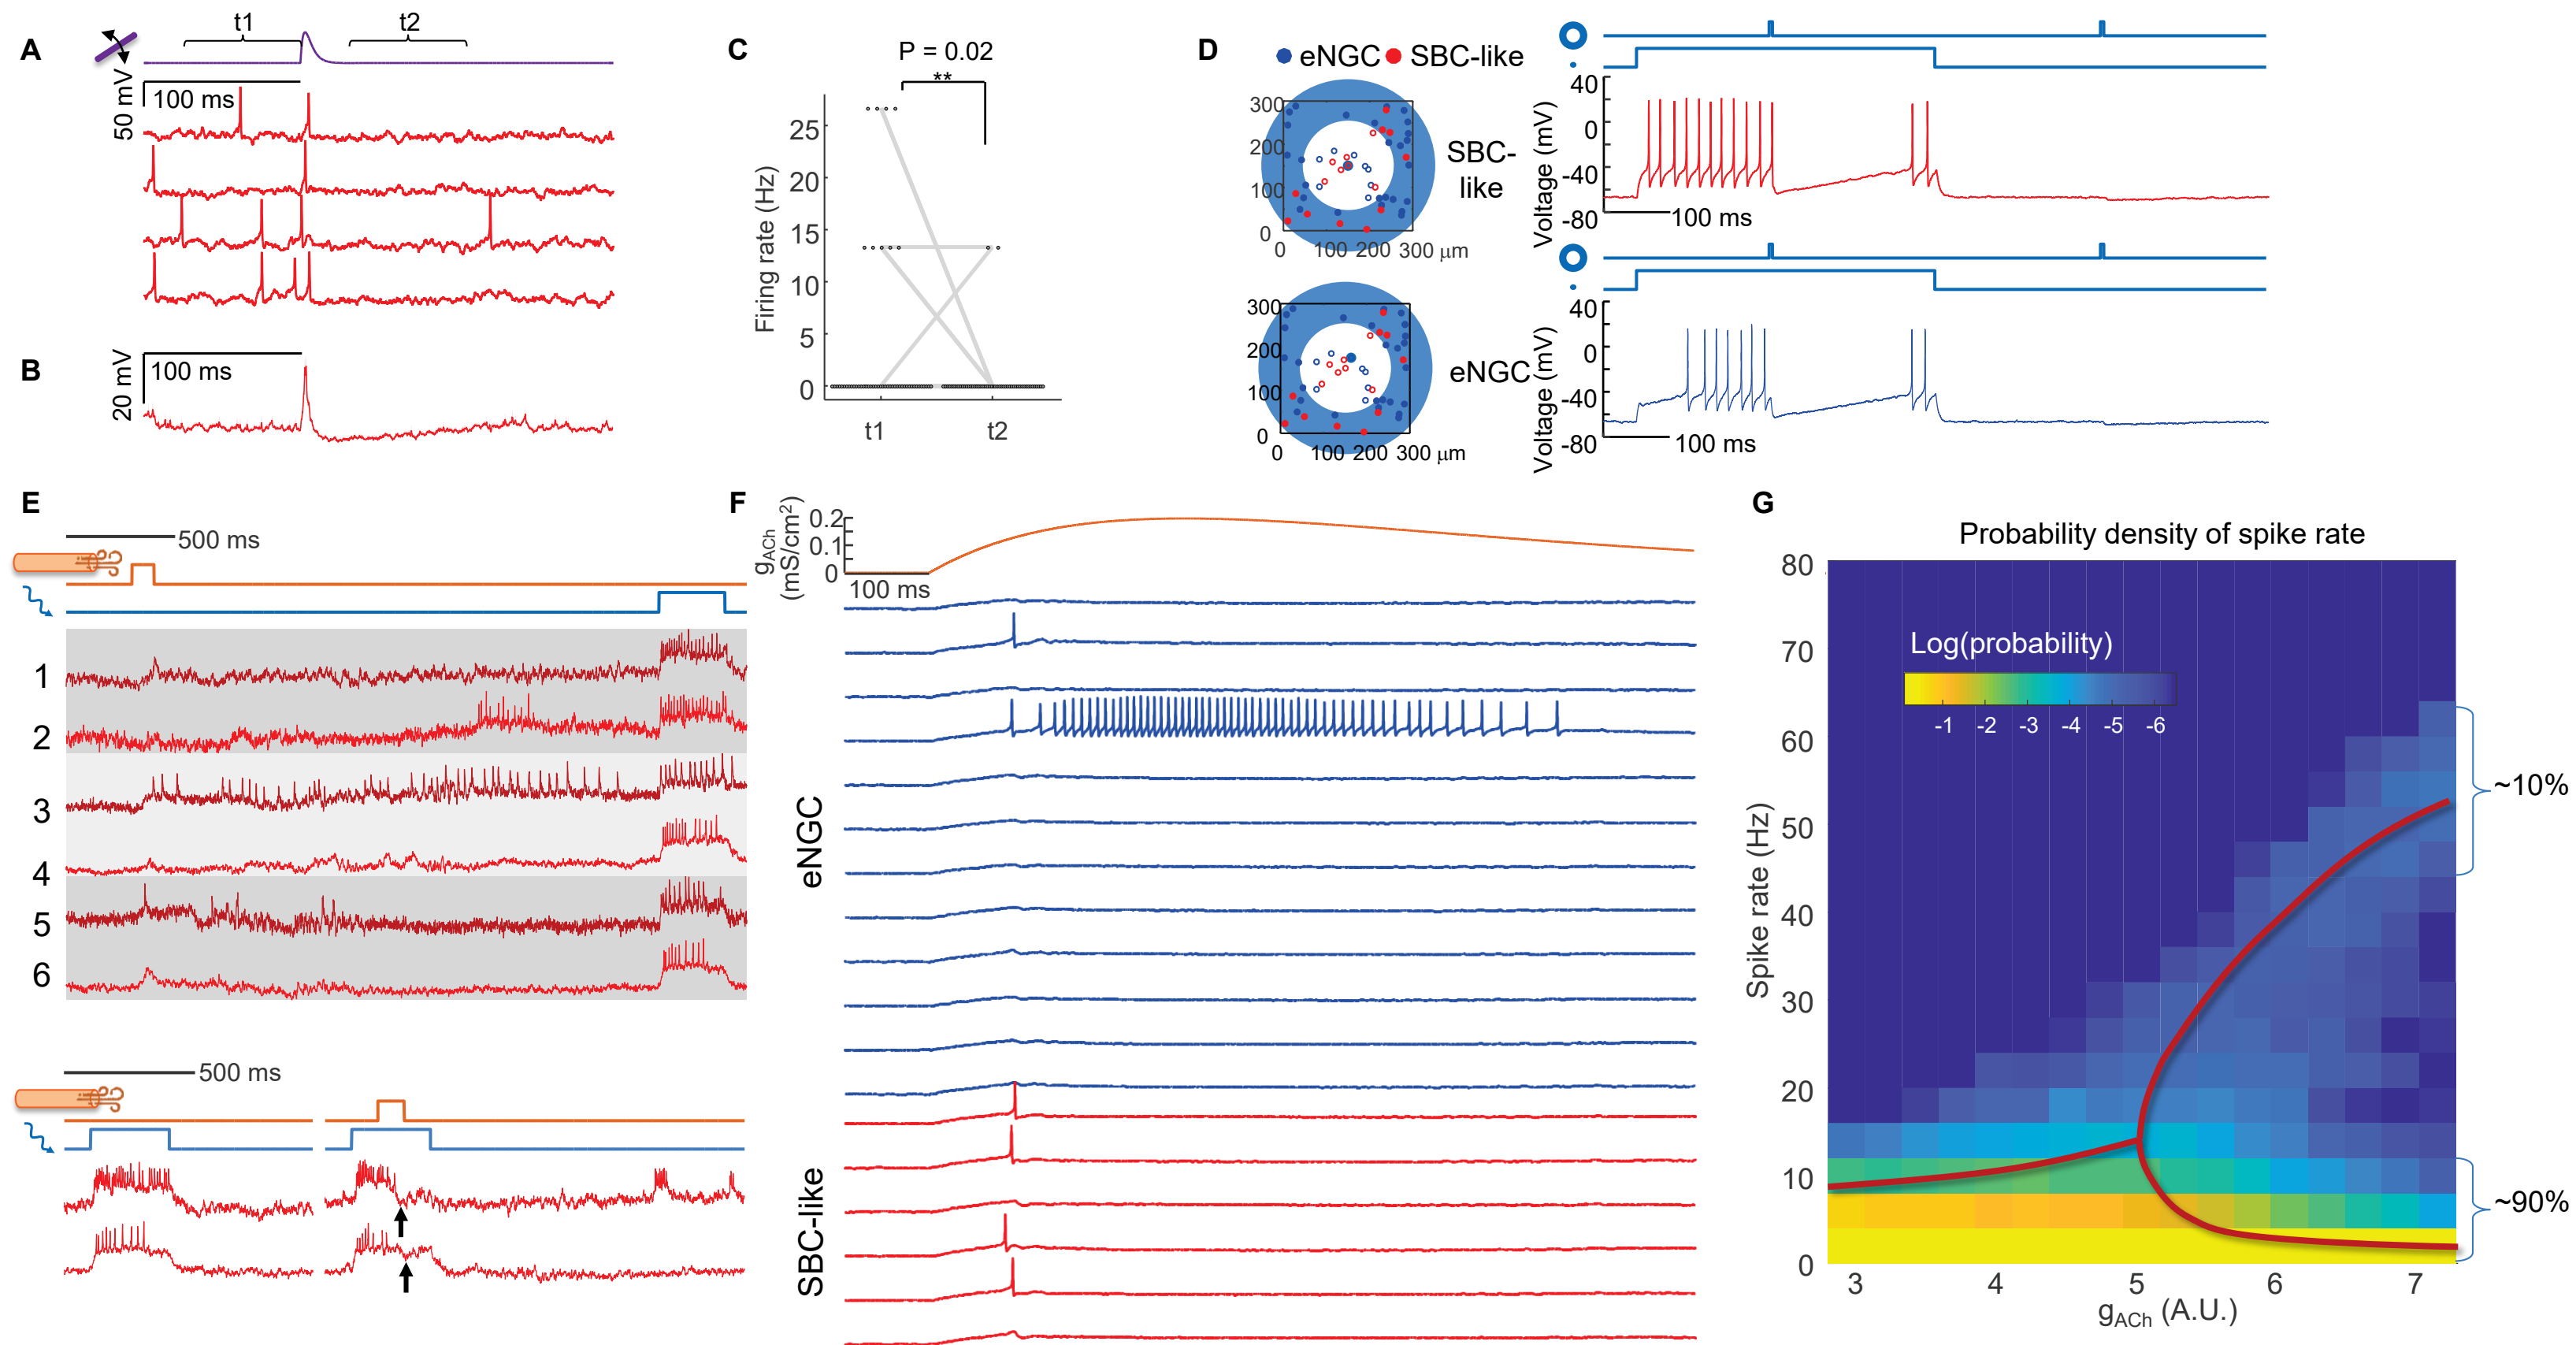 A
t1
t2
50 mV
100 ms
B
20 mV
100 ms
C
P = 0.02
**
Firing rate (Hz)
25
20
15
10
5
0
t1
t2
D
eNGC
SBC-like
300
200
100
0
0
100
200
300 μm
SBC-
like
40
0
-40
-80
Voltage (mV)
100 ms
300
200
100
0
0
100
200
300 μm
eNGC
40
0
-40
-80
Voltage (mV)
100 ms
E
500 ms
1
2
3
4
5
6
500 ms
F
gACh
(mS/cm2)
0.2
0.1
0
100 ms
eNGC
SBC-like
G
Probability density of spike rate
Log(probability)
-1
-2
-3
-4
-5
-6
Spike rate (Hz)
80
70
60
50
40
30
20
10
0
3
4
5
6
7
gACh (A.U.)
~10%
~90%